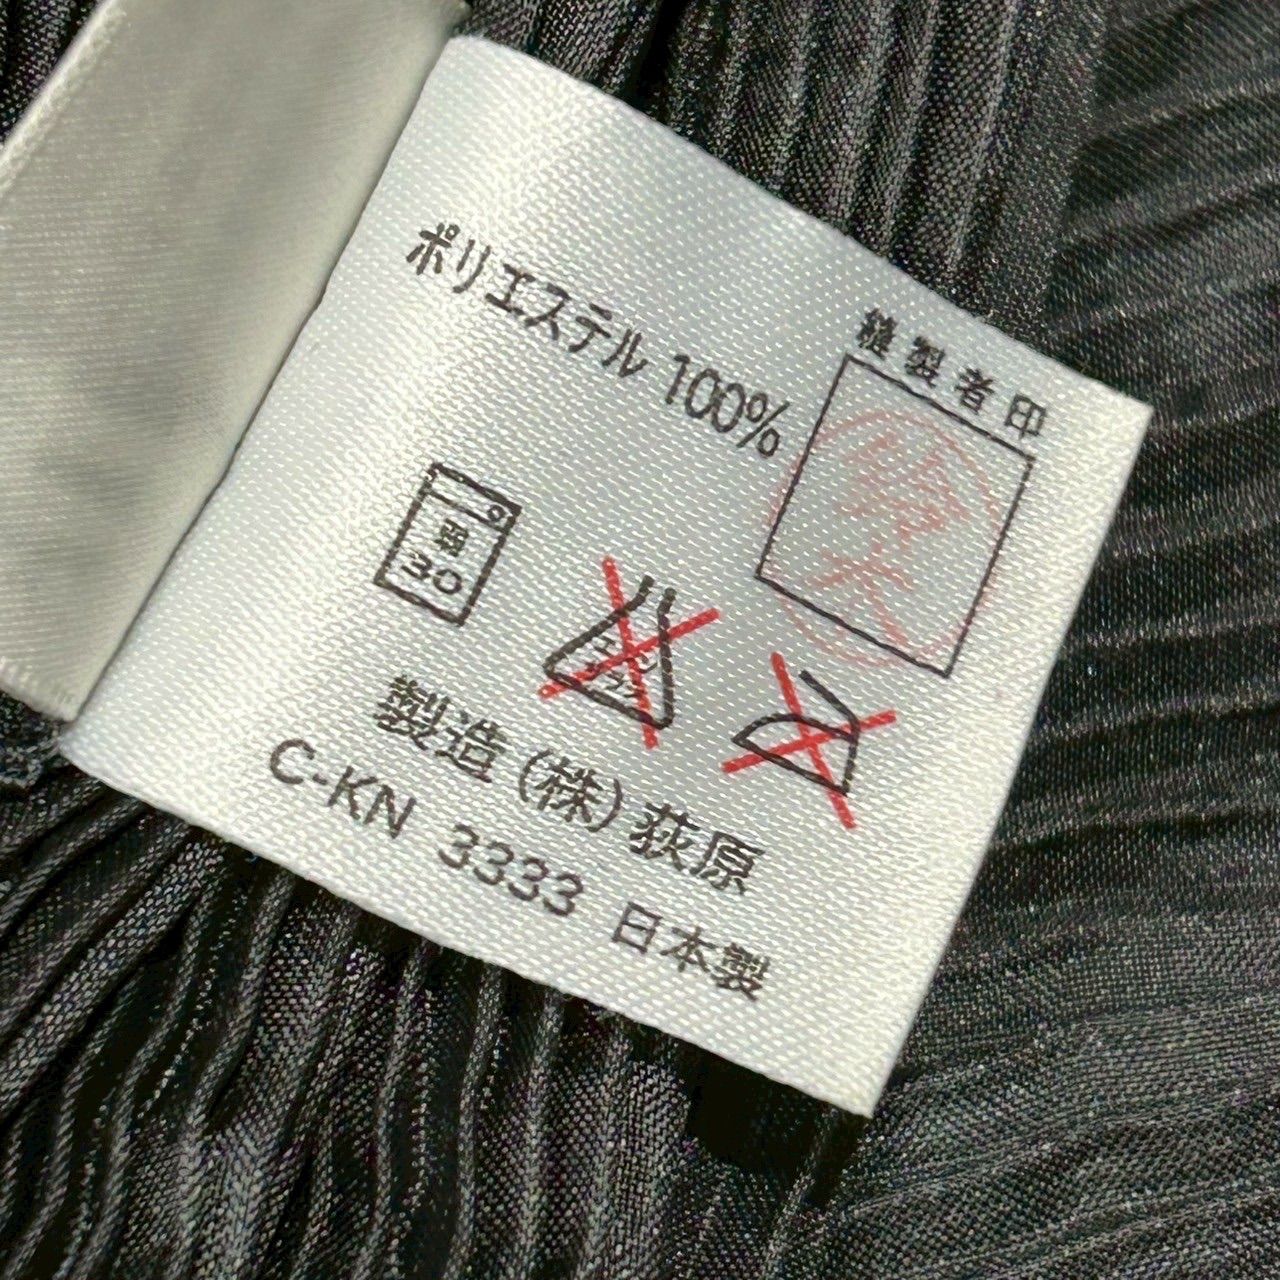 ポリエステル 100%
縫製者印
弱
30
製造(株)荻原
C-KN 3333 日本製